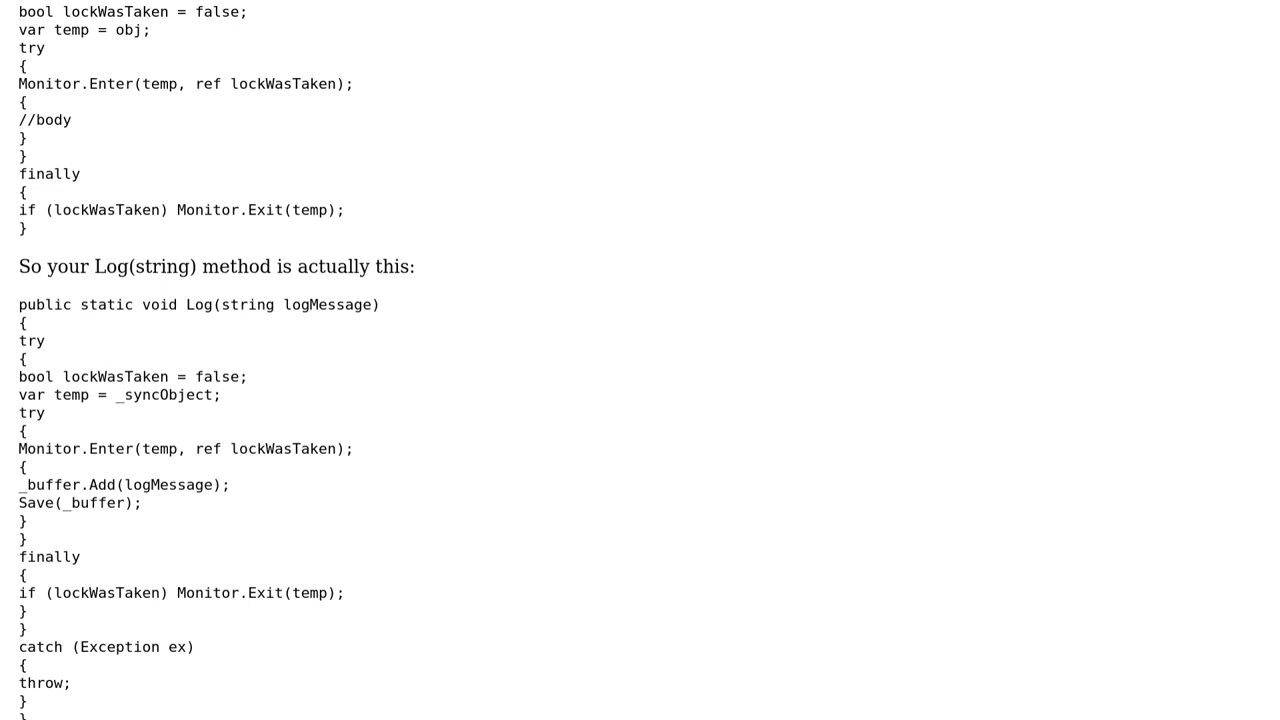 bool lockWasTaken = false;
var temp = obj;
try
{
Monitor.Enter(temp, ref lockWasTaken);
{
//body
}
}
finally
{
if (lockWasTaken) Monitor.Exit(temp);
}
So your Log(string) method is actually this:
public static void Log(string logMessage)
{
try
{
bool lockWasTaken = false;
var temp = _syncObject;
try
{
Monitor.Enter(temp, ref lockWasTaken);
{
_buffer.Add(logMessage);
Save(_buffer);
}
}
finally
{
if (lockWasTaken) Monitor.Exit(temp);
}
}
catch (Exception ex)
{
throw;
}
}